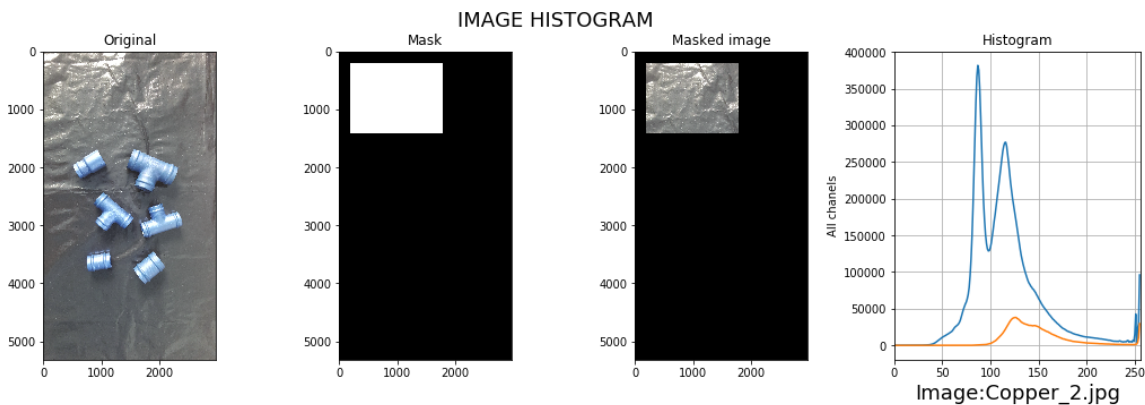 IMAGE HISTOGRAM
Original
Mask
Masked image
Histogram
0
1000
2000
3000
4000
5000
0 1000 2000
0
1000
2000
3000
4000
5000
0 1000 2000
0
1000
2000
3000
4000
5000
0 1000 2000
All chanels
400000
350000
300000
250000
200000
150000
100000
50000
0
0 50 100 150 200 250
Image:Copper_2.jpg